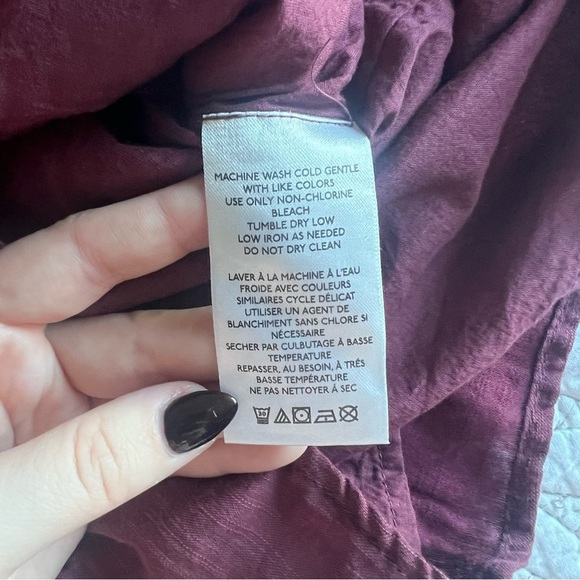 MACHINE WASH COLD GENTLE
WITH LIKE COLORS
USE ONLY NON-CHLORINE
BLEACH
TUMBLE DRY LOW
LOW IRON AS NEEDED
DO NOT DRY CLEAN
LAVER À LA MACHINE À L'EAU
FROIDE AVEC COULEURS
SIMILAIRES CYCLE DÉLICAT
UTILISER UN AGENT DE
BLANCHIMENT SANS CHLORE SI
NÉCESSAIRE
SECHER PAR CULBUTAGE À BASSE
TEMPERATURE
REPASSER, AU BESOIN, À TRÈS
BASSE TEMPÉRATURE
NE PAS NETTOYER À SEC
30